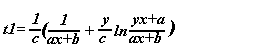 t1= 1/c (1/(ax+b) + y/c ln (yx+a)/(ax+b) )